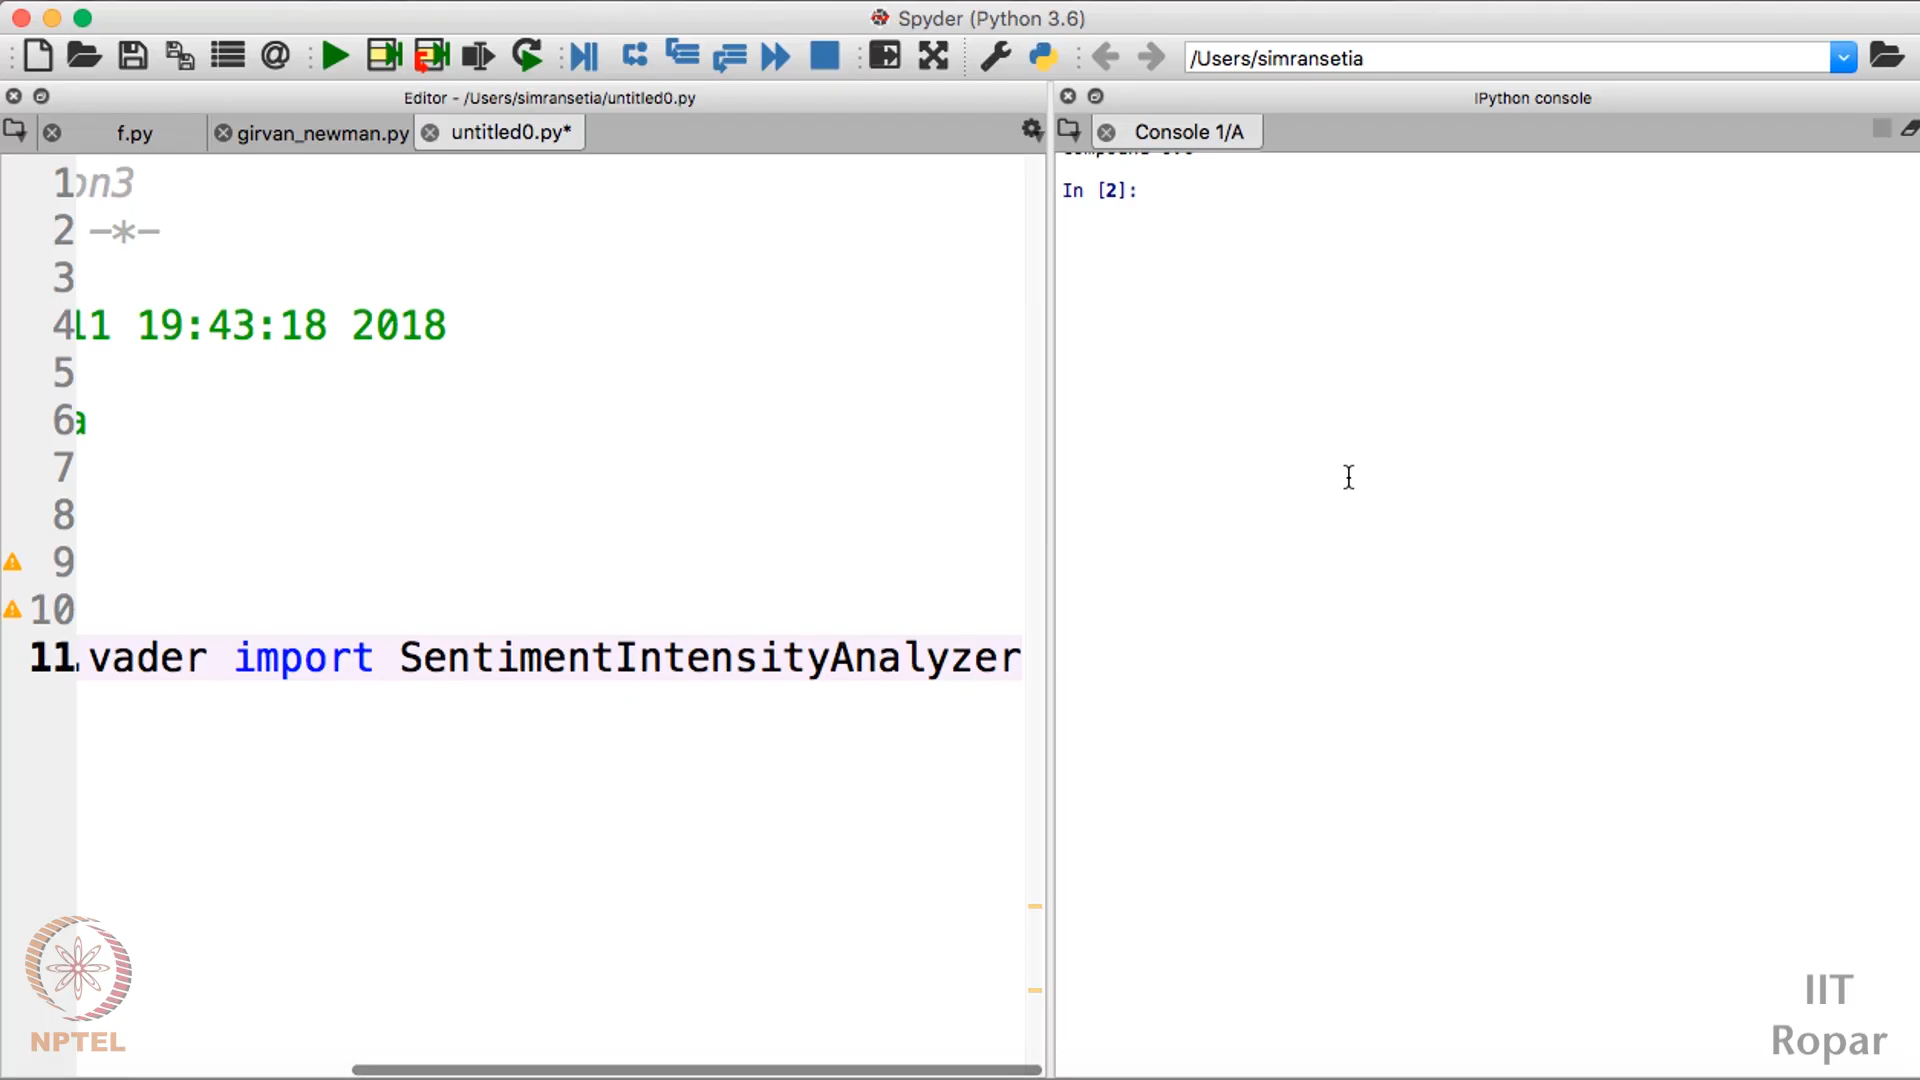 Spyder (Python 3.6)
/Users/simransetia
Editor - /Users/simransetia/untitled0.py
IPython console
f.py
girvan_newman.py
untitled0.py*
Console 1/A
1 on3
2 -*-
3
4 11 19:43:18 2018
5
6 a
7
8
9
10
11 .vader import SentimentIntensityAnalyzer
In [2]:
NPTEL
IIT
Ropar